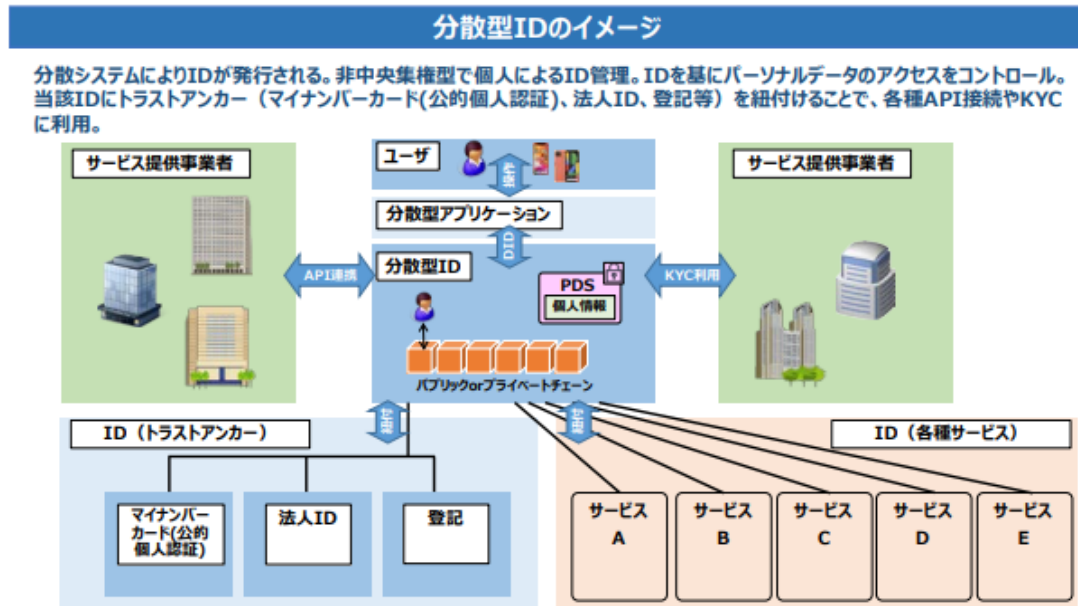 分散型IDのイメージ
分散システムによりIDが発行される。非中央集権型で個人によるID管理。IDを基にパーソナルデータのアクセスをコントロール。
当該IDにトラストアンカー（マイナンバーカード(公的個人認証)、法人ID、登記等）を紐付けることで、各種API接続やKYC
に利用。
サービス提供事業者
ユーザ
操作
サービス提供事業者
分散型アプリケーション
DID
分散型ID
API連携
PDS
個人情報
KYC利用
パブリックorプライベートチェーン
紐付
紐付
ID（トラストアンカー）
ID（各種サービス）
マイナンバー
カード(公的
個人認証)
法人ID
登記
サービス
A
サービス
B
サービス
C
サービス
D
サービス
E